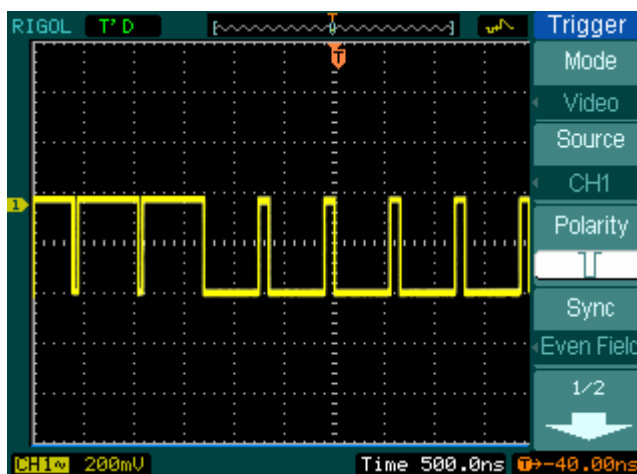 RIGOL T'D Trigger
T
Mode
Video
Source
1
CH1
Polarity
Sync
Even Field
1/2
CH1~ 200mV Time 500.0ns T→-40.00ns